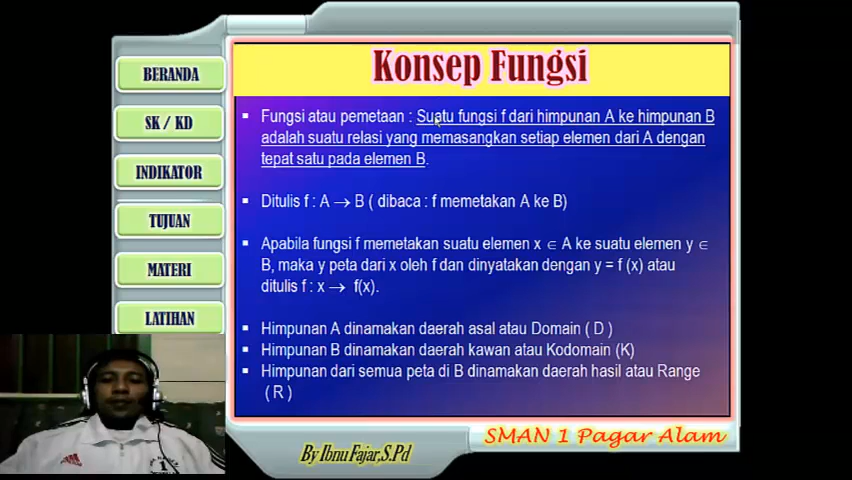 Konsep Fungsi
BERANDA
SK / KD
INDIKATOR
TUJUAN
MATERI
LATIHAN
▪ Fungsi atau pemetaan : Suatu fungsi f dari himpunan A ke himpunan B
adalah suatu relasi yang memasangkan setiap elemen dari A dengan
tepat satu pada elemen B.
▪ Ditulis f : A → B ( dibaca : f memetakan A ke B)
▪ Apabila fungsi f memetakan suatu elemen x ∈ A ke suatu elemen y ∈
B, maka y peta dari x oleh f dan dinyatakan dengan y = f (x) atau
ditulis f : x → f(x).
▪ Himpunan A dinamakan daerah asal atau Domain ( D )
▪ Himpunan B dinamakan daerah kawan atau Kodomain (K)
▪ Himpunan dari semua peta di B dinamakan daerah hasil atau Range
( R )
SMAN 1 Pagar Alam
By Ibnu Fajar,S.Pd